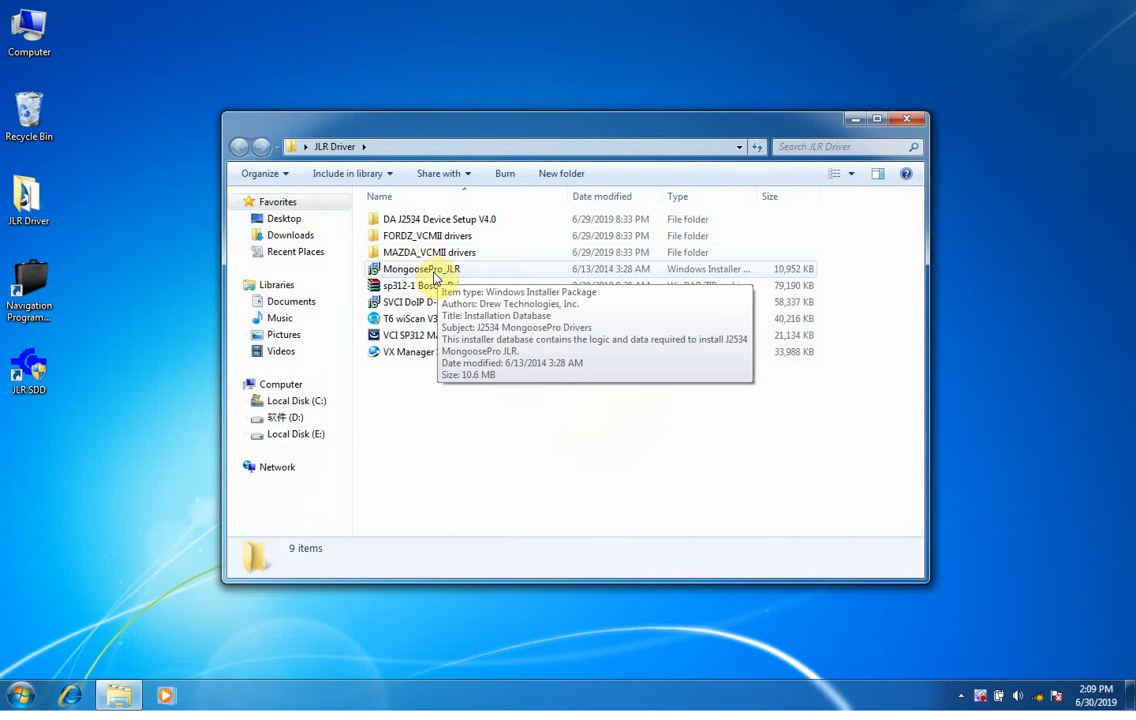 Computer
Recycle Bin
JLR Driver
Navigation
Program...
JLR SDD
JLR Driver
Search JLR Driver
Organize
Include in library
Share with
Burn
New folder
Name
Date modified
Type
Size
Favorites
Desktop
Downloads
Recent Places
Libraries
Documents
Music
Pictures
Videos
Computer
Local Disk (C:)
软件 (D:)
Local Disk (E:)
Network
DA J2534 Device Setup V4.0 6/29/2019 8:33 PM File folder
FORDZ_VCMII drivers 6/29/2019 8:33 PM File folder
MAZDA_VCMII drivers 6/29/2019 8:33 PM File folder
MongoosePro_JLR 6/13/2014 3:28 AM Windows Installer ... 10,952 KB
sp312-1 79,190 KB
SVCI DoIP 58,337 KB
T6 wiScan 40,216 KB
VCI SP312 21,134 KB
VX Manager 33,988 KB
Item type: Windows Installer Package
Authors: Drew Technologies, Inc.
Title: Installation Database
Subject: J2534 MongoosePro Drivers
This installer database contains the logic and data required to install J2534
MongoosePro JLR.
Date modified: 6/13/2014 3:28 AM
Size: 10.6 MB
9 items
2:09 PM
6/30/2019